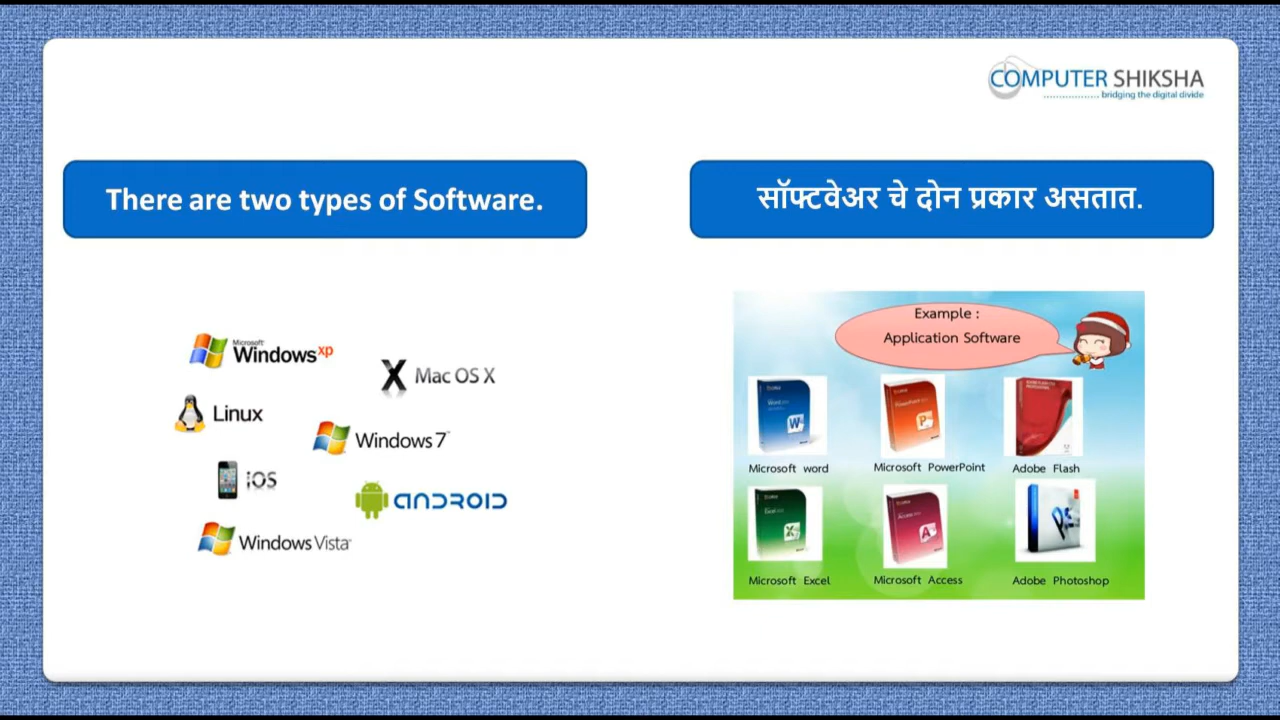 COMPUTER SHIKSHA
bridging the digital divide
There are two types of Software.
सॉफ्टवेअर चे दोन प्रकार असतात.
Microsoft
Windows xp
Mac OS X
Linux
Windows 7
iOS
ANDROID
Windows Vista
Example :
Application Software
Microsoft word
Microsoft PowerPoint
Adobe Flash
Microsoft Excel
Microsoft Access
Adobe Photoshop